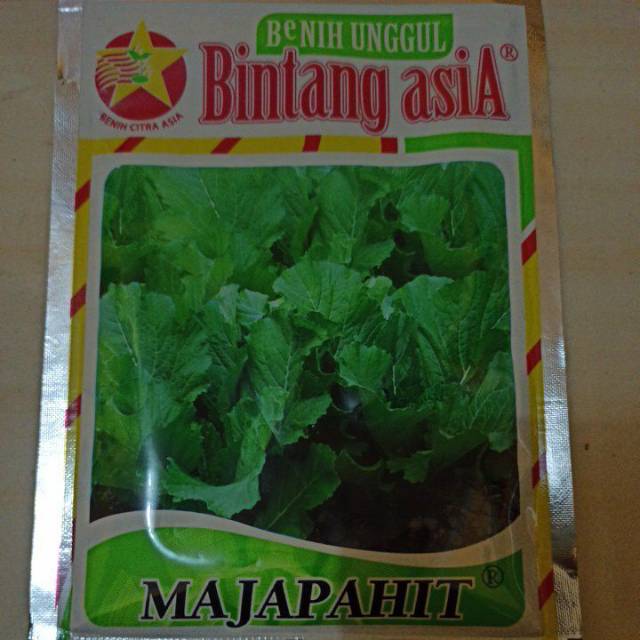 BeNIH UNGGUL
Bintang asiA®
BENIH CITRA ASIA
MAJAPAHIT®